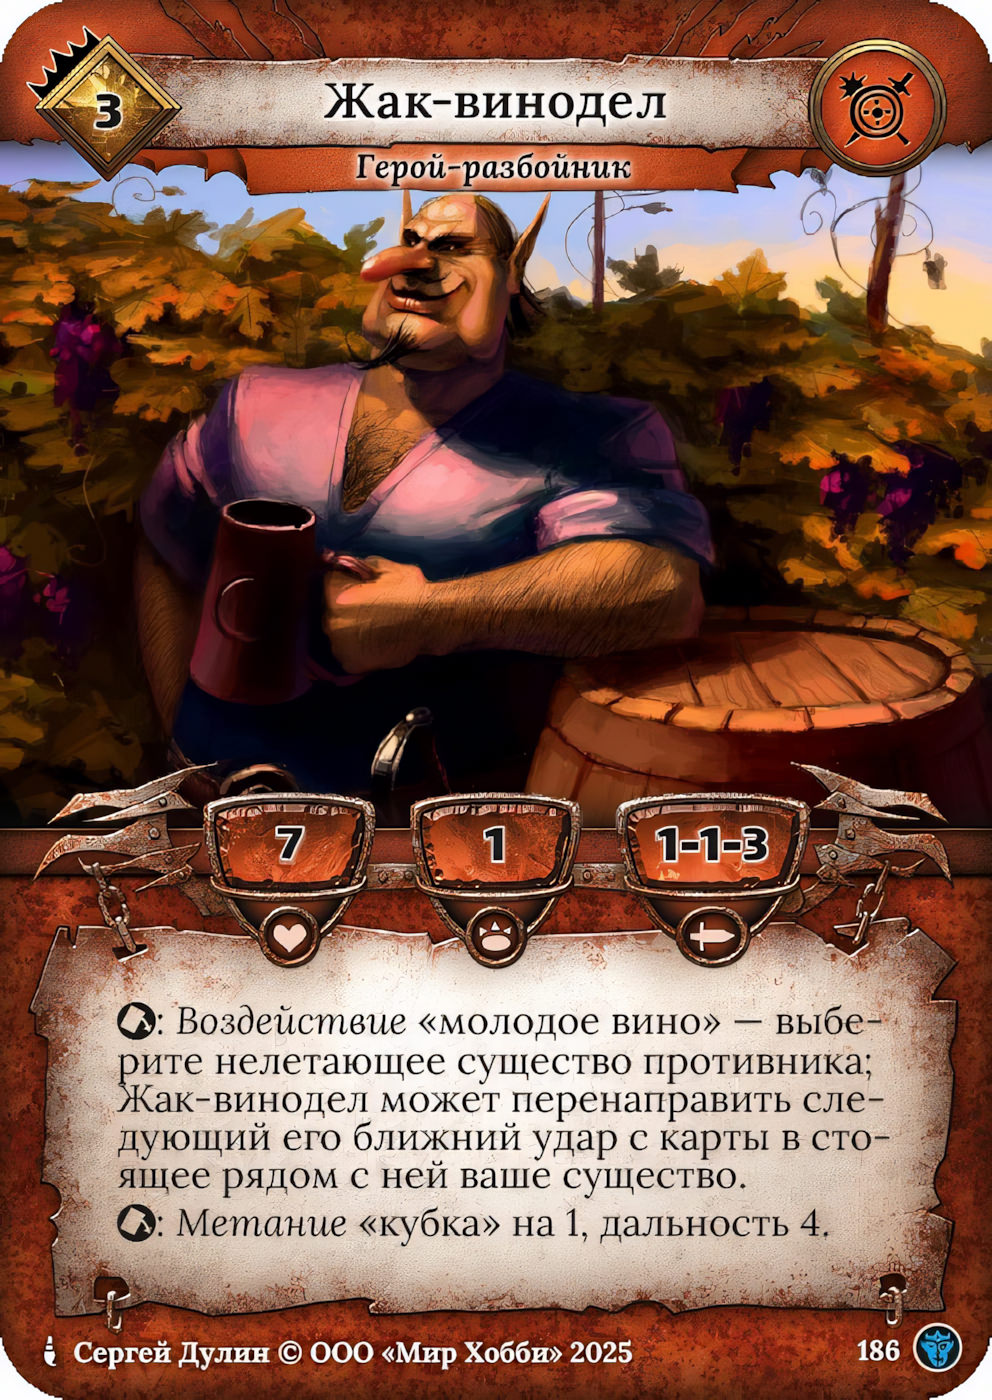 3
Жак-винодел
Герой-разбойник
7
1
1-1-3
: Воздействие «молодое вино» — выбе-
рите нелетающее существо противника;
Жак-винодел может перенаправить сле-
дующий его ближний удар с карты в сто-
ящее рядом с ней ваше существо.
: Метание «кубка» на 1, дальность 4.
Сергей Дулин © ООО «Мир Хобби» 2025
186